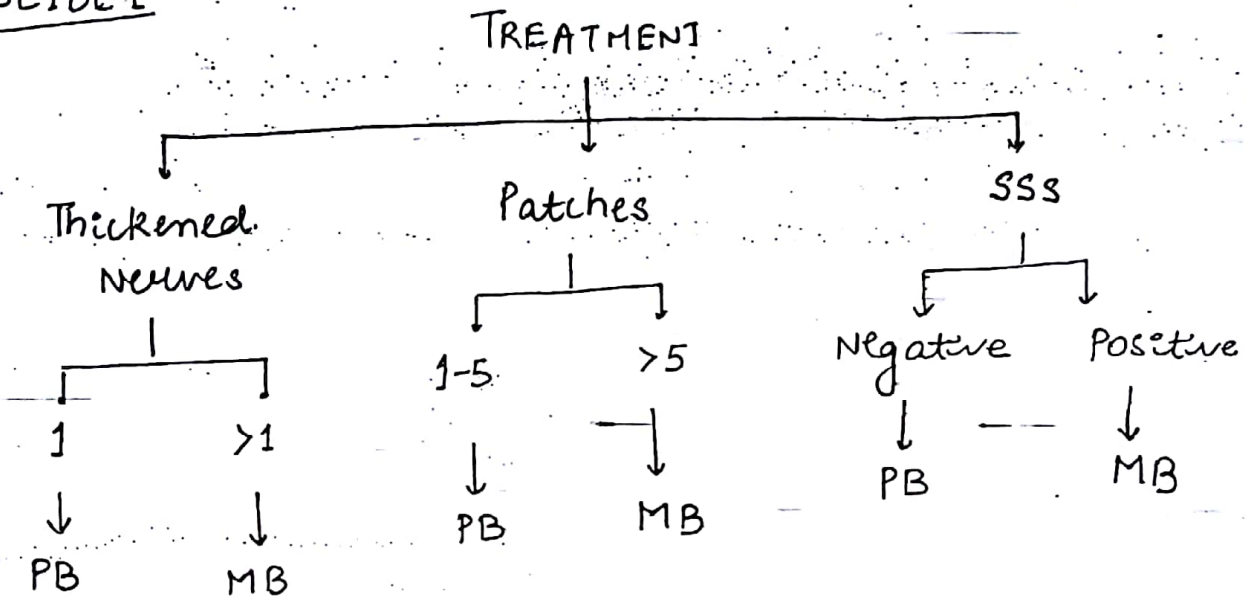 TREATMENT
Thickened
Nerves
Patches
SSS
1
>1
1-5
>5
Negative
Positive
PB
MB
PB
MB
PB
MB